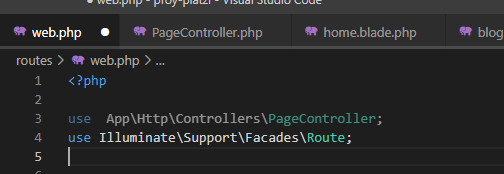 web.php - proy-platzi - Visual Studio Code
web.php PageController.php home.blade.php blog
routes > web.php > ...
1 <?php
2
3 use  App\Http\Controllers\PageController;
4 use Illuminate\Support\Facades\Route;
5